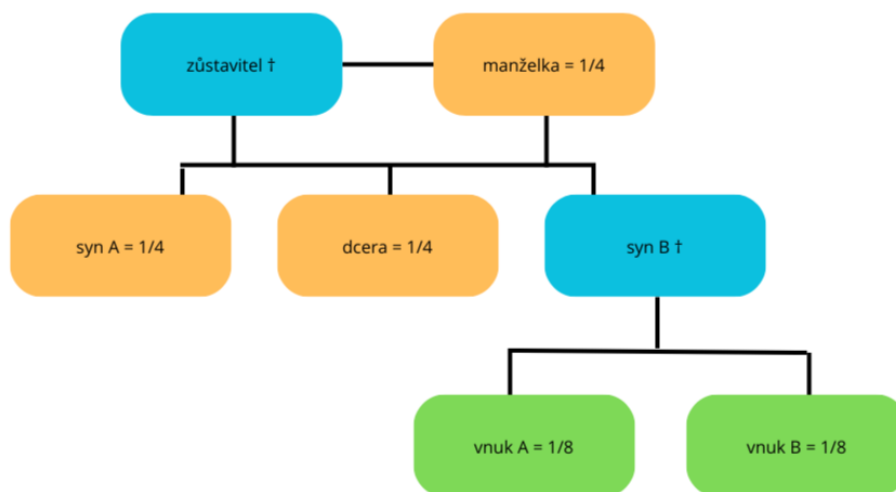 zůstavitel †
manželka = 1/4
syn A = 1/4
dcera = 1/4
syn B †
vnuk A = 1/8
vnuk B = 1/8